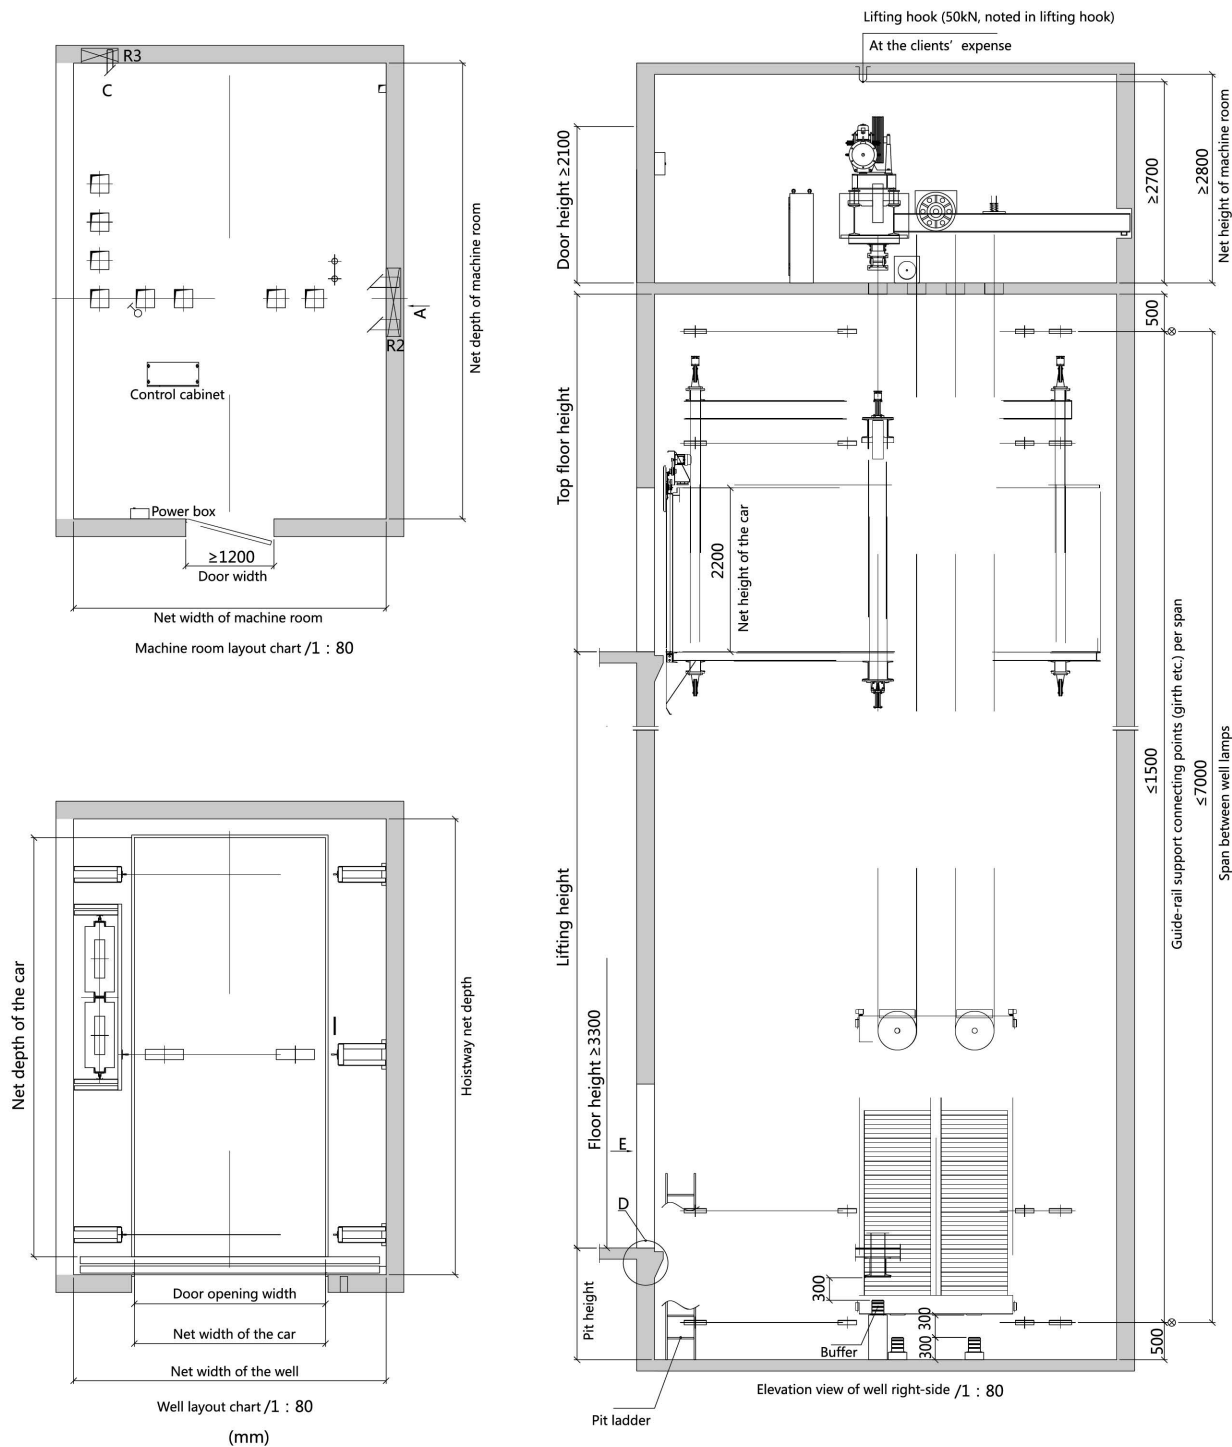 R3
C
Net depth of machine room
A
R2
Control cabinet
Power box
≥1200
Door width
Net width of machine room
Machine room layout chart /1 : 80
Net depth of the car
Hoistway net depth
Door opening width
Net width of the car
Net width of the well
Well layout chart /1 : 80
(mm)
Lifting hook (50kN, noted in lifting hook)
At the clients' expense
Door height ≥2100
≥2700
≥2800
Net height of machine room
500
Top floor height
2200
Net height of the car
≤1500
Guide-rail support connecting points (girth etc.) per span
≤7000
Span between well lamps
Lifting height
Floor height ≥3300
E
D
Pit height
300
300
300
500
Buffer
Pit ladder
Elevation view of well right-side /1 : 80